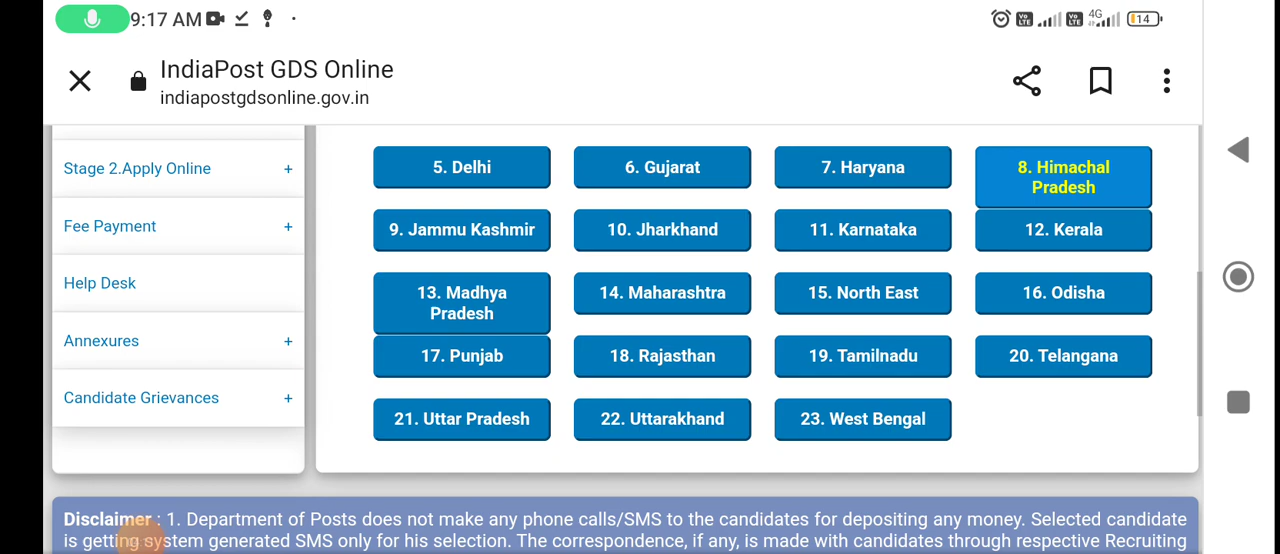 9:17 AM
4G
14
IndiaPost GDS Online
indiapostgdsonline.gov.in
Stage 2.Apply Online +
Fee Payment +
Help Desk
Annexures +
Candidate Grievances +
5. Delhi
6. Gujarat
7. Haryana
8. Himachal
Pradesh
9. Jammu Kashmir
10. Jharkhand
11. Karnataka
12. Kerala
13. Madhya
Pradesh
14. Maharashtra
15. North East
16. Odisha
17. Punjab
18. Rajasthan
19. Tamilnadu
20. Telangana
21. Uttar Pradesh
22. Uttarakhand
23. West Bengal
Disclaimer : 1. Department of Posts does not make any phone calls/SMS to the candidates for depositing any money. Selected candidate
is getting system generated SMS only for his selection. The correspondence, if any, is made with candidates through respective Recruiting